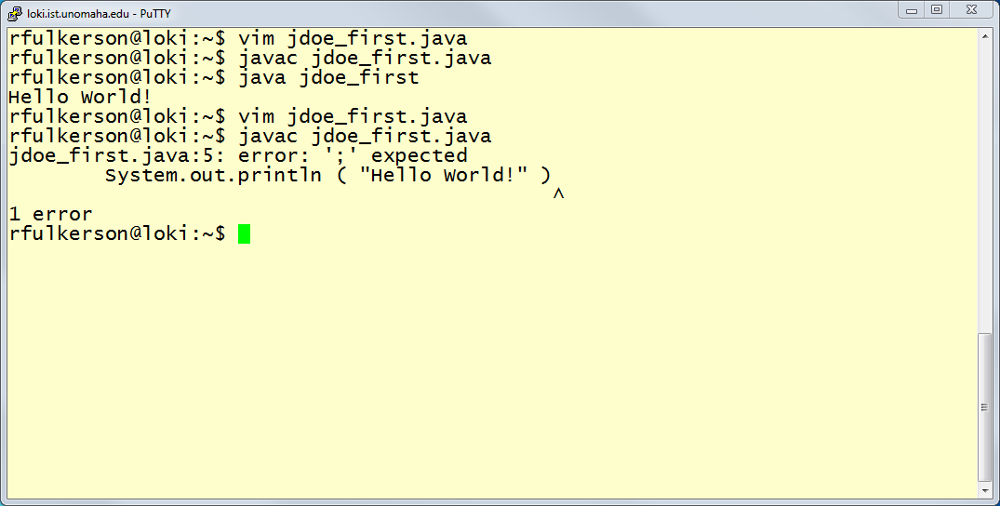 loki.ist.unomaha.edu - PuTTY
rfulkerson@loki:~$ vim jdoe_first.java
rfulkerson@loki:~$ javac jdoe_first.java
rfulkerson@loki:~$ java jdoe_first
Hello World!
rfulkerson@loki:~$ vim jdoe_first.java
rfulkerson@loki:~$ javac jdoe_first.java
jdoe_first.java:5: error: ';' expected
        System.out.println ( "Hello World!" )
                                             ^
1 error
rfulkerson@loki:~$